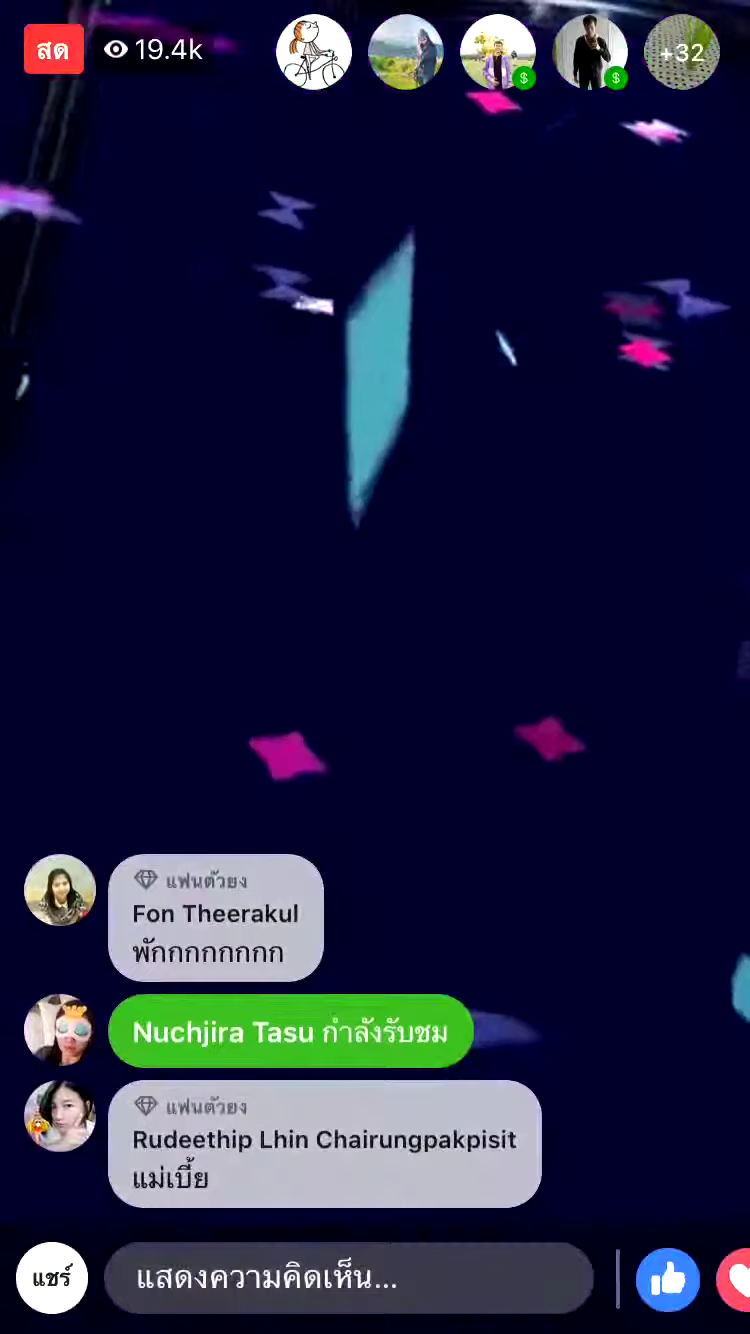 สด 19.4k +32
แฟนตัวยง
Fon Theerakul
พักกกกกกกก
Nuchjira Tasu กำลังรับชม
แฟนตัวยง
Rudeethip Lhin Chairungpakpisit
แม่เบี้ย
แชร์ แสดงความคิดเห็น...